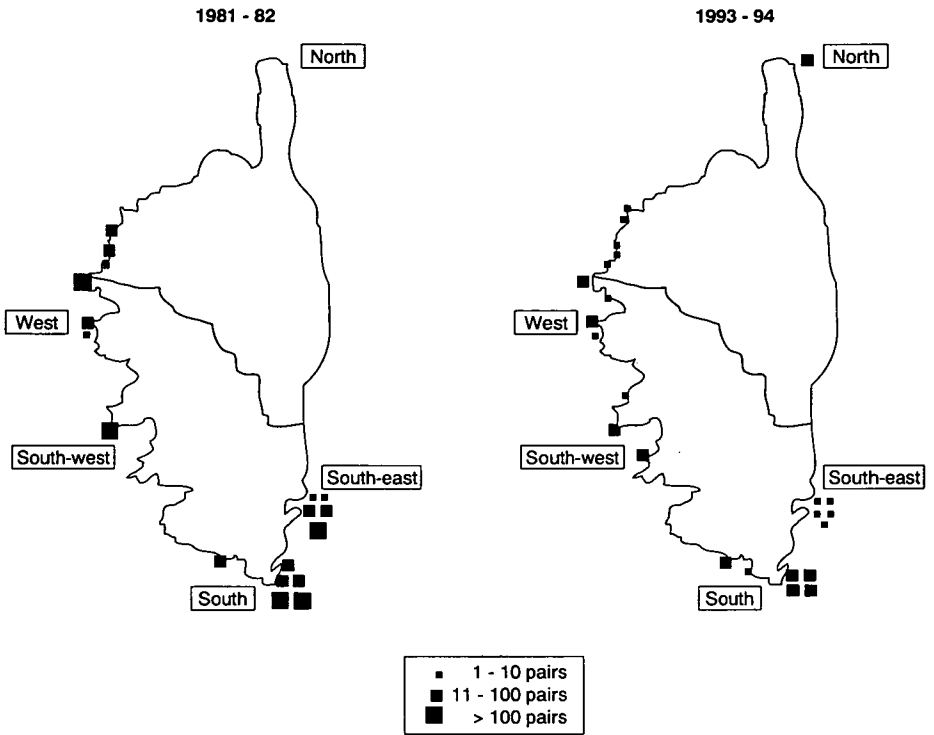 1981 - 82
North
West
South-west
South-east
South
1993 - 94
North
West
South-west
South-east
South
1 - 10 pairs
11 - 100 pairs
> 100 pairs